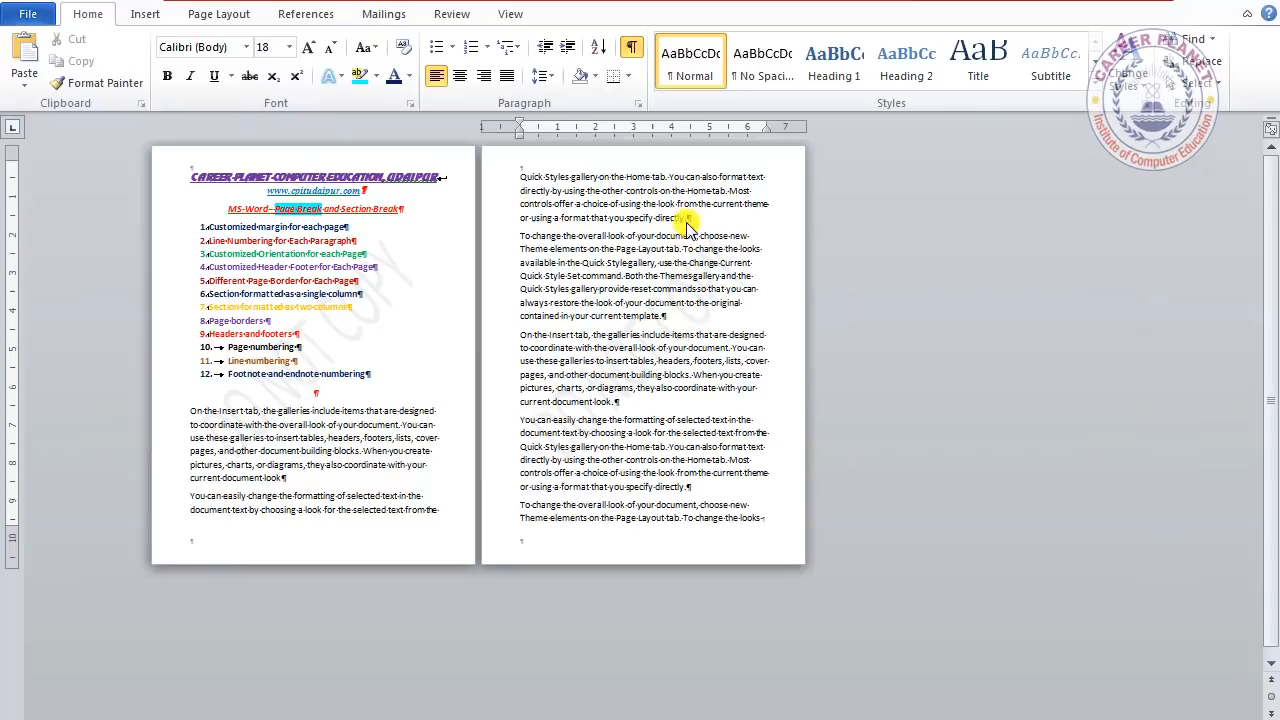 File Home Insert Page Layout References Mailings Review View
Cut
Copy
Format Painter
Paste
Clipboard
Calibri (Body) 18
Font
Paragraph
AaBbCcDc AaBbCcDc AaBbC AaBbCc AaB AaBbCc.
¶ Normal ¶ No Spaci... Heading 1 Heading 2 Title Subtitle
Styles
Change
Styles
Find
Replace
Select
Editing
CAREER PLANET
Institute of Computer Education
1 1 2 3 4 5 6 7
1
2
3
4
5
6
7
8
9
10
CAREER PLANET COMPUTER EDUCATION, UDAIPUR
www.cpitudaipur.com¶
MS-Word--Page Break and Section Break¶
1. Customized margin for each page¶
2. Line Numbering for Each Paragraph¶
3. Customized Orientation for each Page¶
4. Customized Header Footer for Each Page¶
5. Different Page Border for Each Page¶
6. Section formatted as a single column¶
7. Section formatted as two columns¶
8. Page borders ¶
9. Headers and footers ¶
10. Page numbering ¶
11. Line numbering ¶
12. Footnote and endnote numbering¶
¶
On the Insert tab, the galleries include items that are designed
to coordinate with the overall look of your document. You can
use these galleries to insert tables, headers, footers, lists, cover
pages, and other document building blocks. When you create
pictures, charts, or diagrams, they also coordinate with your
current document look¶
You can easily change the formatting of selected text in the
document text by choosing a look for the selected text from the
Quick Styles gallery on the Home tab. You can also format text
directly by using the other controls on the Home tab. Most
controls offer a choice of using the look from the current theme
or using a format that you specify directly.¶
To change the overall look of your document, choose new
Theme elements on the Page Layout tab. To change the looks
available in the Quick Style gallery, use the Change Current
Quick Style Set command. Both the Themes gallery and the
Quick Styles gallery provide reset commands so that you can
always restore the look of your document to the original
contained in your current template.¶
On the Insert tab, the galleries include items that are designed
to coordinate with the overall look of your document. You can
use these galleries to insert tables, headers, footers, lists, cover
pages, and other document building blocks. When you create
pictures, charts, or diagrams, they also coordinate with your
current document look.¶
You can easily change the formatting of selected text in the
document text by choosing a look for the selected text from the
Quick Styles gallery on the Home tab. You can also format text
directly by using the other controls on the Home tab. Most
controls offer a choice of using the look from the current theme
or using a format that you specify directly.¶
To change the overall look of your document, choose new
Theme elements on the Page Layout tab. To change the looks